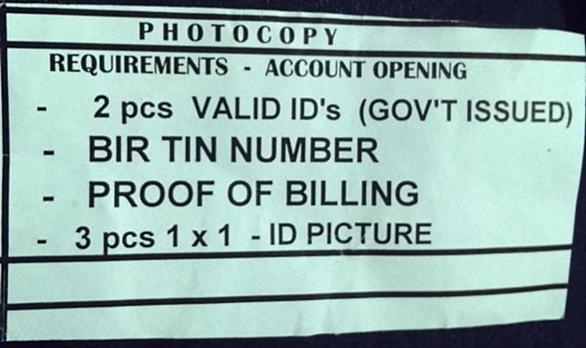 PHOTOCOPY
REQUIREMENTS - ACCOUNT OPENING
- 2 pcs VALID ID's (GOV'T ISSUED)
- BIR TIN NUMBER
- PROOF OF BILLING
- 3 pcs 1 x 1 - ID PICTURE